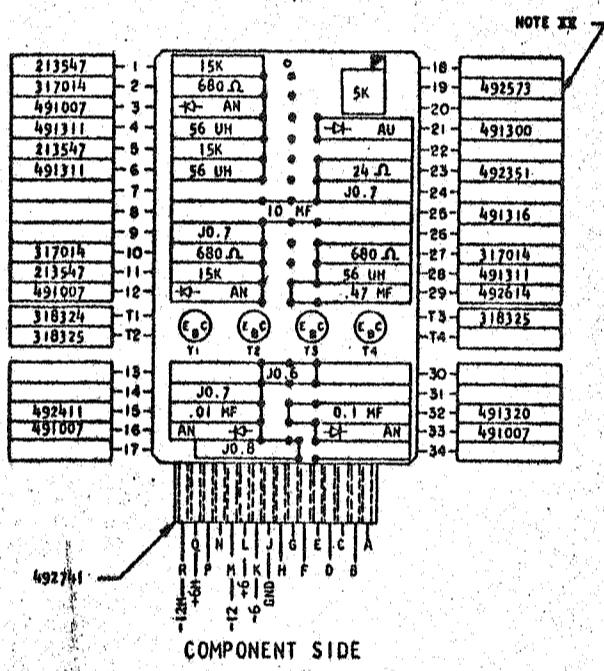 NOTE XX
213547 1 15K 18
317014 2 680 Ω 5K 19 492573
491007 3 AN 20
491311 4 56 UH AU 21 491300
213547 5 15K 22
491311 6 56 UH 24 Ω 23 492351
7 J0.7 24
8 10 MF 25 491316
9 J0.7 26
317014 10 680 Ω 680 Ω 27 317014
213547 11 15K 56 UH 28 491311
491007 12 AN .47 MF 29 492614
318324 T1 E B C E B C E B C E B C T3 318325
318325 T2 T4
T1 T2 T3 T4
13 J0.6 30
14 J0.7 31
492411 15 .01 MF 0.1 MF 32 491320
491007 16 AN AN 33 491007
17 J0.8 34
Q N L J G E C A
R P M K H F D B
492741
-12M +6M -12 +6 -6 GND
COMPONENT SIDE